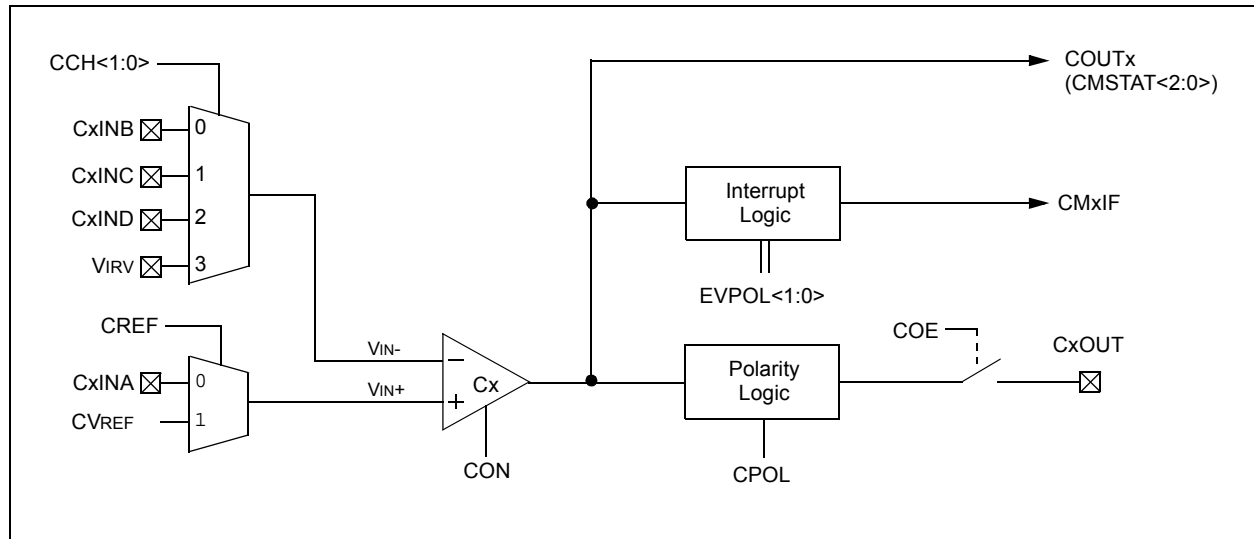 CCH<1:0>
CxINB
0
CxINC
1
CxIND
2
VIRV
3
CREF
CxINA
0
CVREF
1
VIN-
VIN+
–
+
Cx
CON
COUTx
(CMSTAT<2:0>)
Interrupt
Logic
CMxIF
EVPOL<1:0>
Polarity
Logic
CPOL
COE
CxOUT